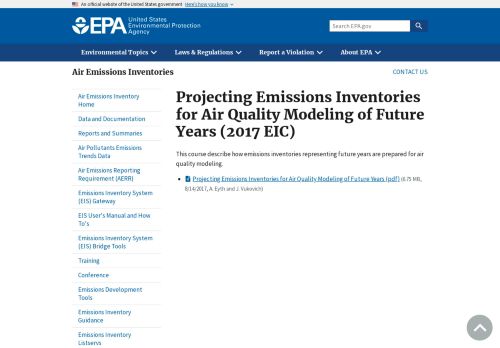 An official website of the United States government Here's how you know
EPA United States
Environmental Protection
Agency
Search EPA.gov
Environmental Topics
Laws & Regulations
Report a Violation
About EPA
Air Emissions Inventories
CONTACT US
Air Emissions Inventory
Home
Data and Documentation
Reports and Summaries
Air Pollutants Emissions
Trends Data
Air Emissions Reporting
Requirement (AERR)
Emissions Inventory System
(EIS) Gateway
EIS User's Manual and How
To's
Emissions Inventory System
(EIS) Bridge Tools
Training
Conference
Emissions Development
Tools
Emissions Inventory
Guidance
Emissions Inventory
Listservs
Projecting Emissions Inventories
for Air Quality Modeling of Future
Years (2017 EIC)
This course describe how emissions inventories representing future years are prepared for air
quality modeling.
Projecting Emissions Inventories for Air Quality Modeling of Future Years (pdf) (6.75 MB,
8/14/2017, A. Eyth and J. Vukovich)